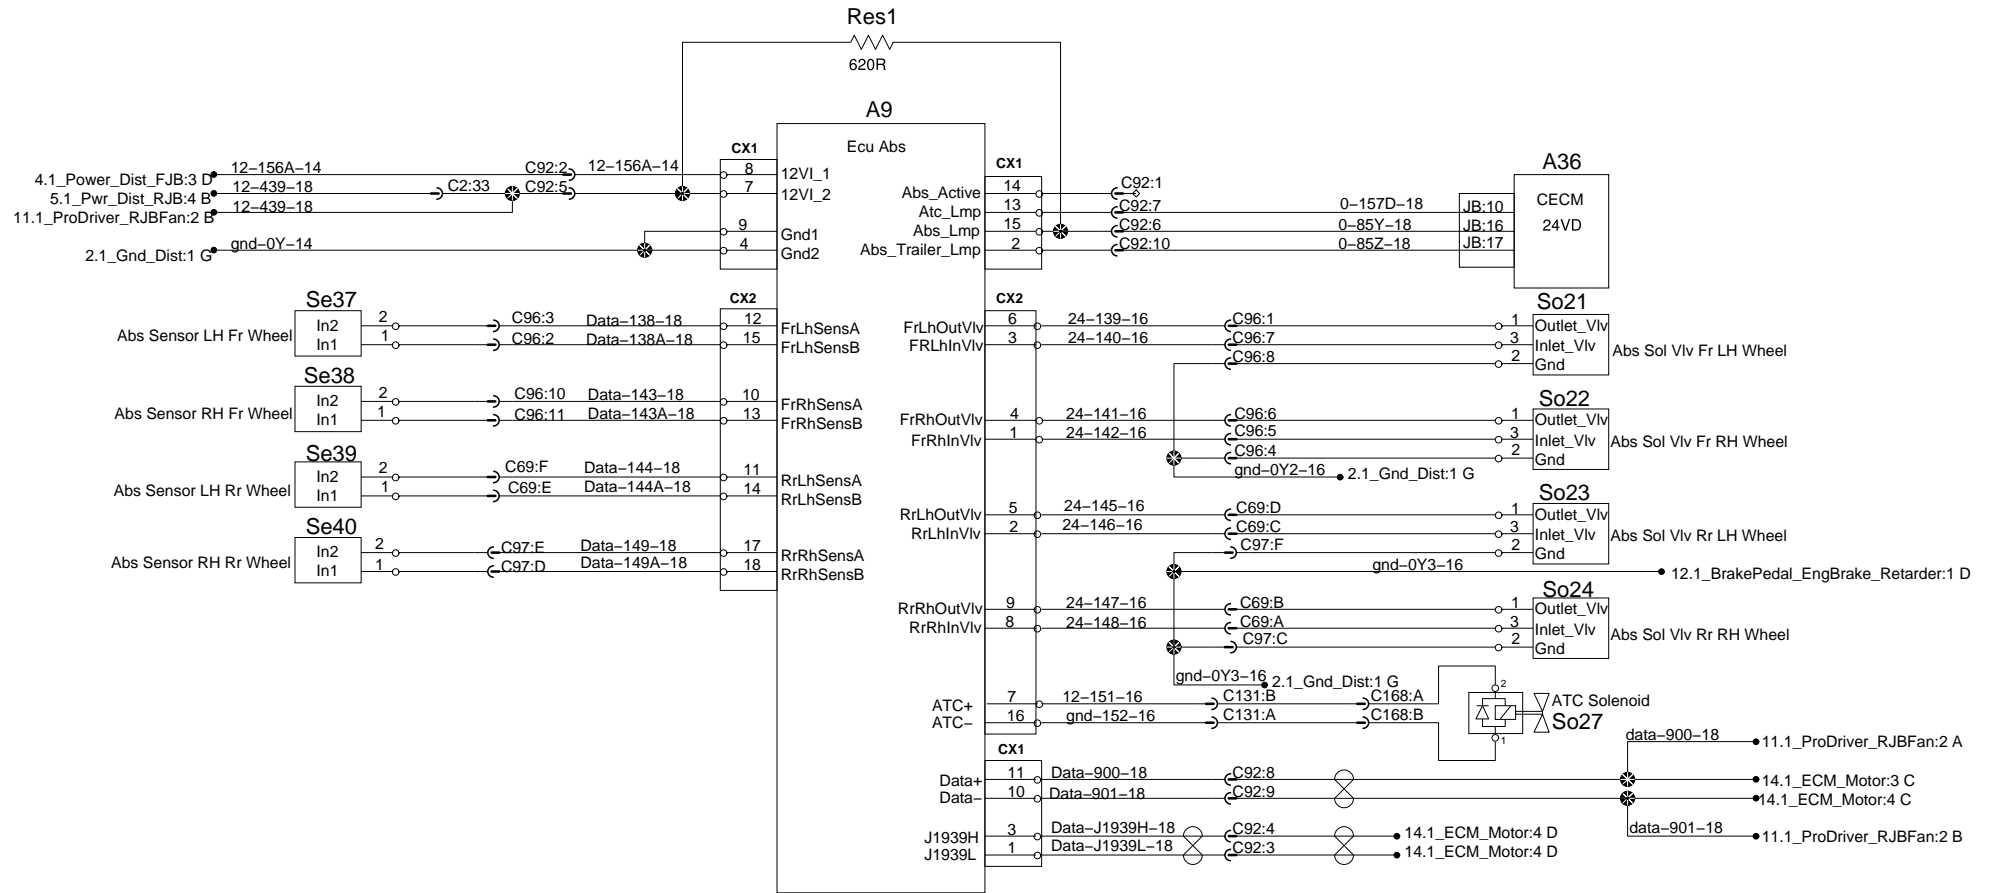 Res1
620R
A9
Ecu Abs
CX1
8 12VI_1
7 12VI_2
9 Gnd1
4 Gnd2
12–156A–14 C92:2 12–156A–14
4.1_Power_Dist_FJB:3 D
12–439–18 C2:33 C92:5
5.1_Pwr_Dist_RJB:4 B
12–439–18
11.1_ProDriver_RJBFan:2 B
gnd–0Y–14
2.1_Gnd_Dist:1 G
CX1
Abs_Active 14 C92:1
Atc_Lmp 13 C92:7 0–157D–18 JB:10
Abs_Lmp 15 C92:6 0–85Y–18 JB:16
Abs_Trailer_Lmp 2 C92:10 0–85Z–18 JB:17
A36
CECM
24VD
CX2
Se37
Abs Sensor LH Fr Wheel
In2 2 C96:3 Data–138–18 12 FrLhSensA
In1 1 C96:2 Data–138A–18 15 FrLhSensB
Se38
Abs Sensor RH Fr Wheel
In2 2 C96:10 Data–143–18 10 FrRhSensA
In1 1 C96:11 Data–143A–18 13 FrRhSensB
Se39
Abs Sensor LH Rr Wheel
In2 2 C69:F Data–144–18 11 RrLhSensA
In1 1 C69:E Data–144A–18 14 RrLhSensB
Se40
Abs Sensor RH Rr Wheel
In2 2 C97:E Data–149–18 17 RrRhSensA
In1 1 C97:D Data–149A–18 18 RrRhSensB
CX2
So21
FrLhOutVlv 6 24–139–16 C96:1 1 Outlet_Vlv
FRLhInVlv 3 24–140–16 C96:7 3 Inlet_Vlv
C96:8 2 Gnd
Abs Sol Vlv Fr LH Wheel
So22
FrRhOutVlv 4 24–141–16 C96:6 1 Outlet_Vlv
FrRhInVlv 1 24–142–16 C96:5 3 Inlet_Vlv
C96:4 2 Gnd
Abs Sol Vlv Fr RH Wheel
gnd–0Y2–16 2.1_Gnd_Dist:1 G
So23
RrLhOutVlv 5 24–145–16 C69:D 1 Outlet_Vlv
RrLhInVlv 2 24–146–16 C69:C 3 Inlet_Vlv
C97:F 2 Gnd
Abs Sol Vlv Rr LH Wheel
gnd–0Y3–16 12.1_BrakePedal_EngBrake_Retarder:1 D
So24
RrRhOutVlv 9 24–147–16 C69:B 1 Outlet_Vlv
RrRhInVlv 8 24–148–16 C69:A 3 Inlet_Vlv
C97:C 2 Gnd
Abs Sol Vlv Rr RH Wheel
gnd–0Y3–16 2.1_Gnd_Dist:1 G
ATC+ 7 12–151–16 C131:B C168:A 2
ATC– 16 gnd–152–16 C131:A C168:B 1
ATC Solenoid
So27
CX1
data–900–18 11.1_ProDriver_RJBFan:2 A
Data+ 11 Data–900–18 C92:8 14.1_ECM_Motor:3 C
Data– 10 Data–901–18 C92:9 14.1_ECM_Motor:4 C
data–901–18 11.1_ProDriver_RJBFan:2 B
J1939H 3 Data–J1939H–18 C92:4 14.1_ECM_Motor:4 D
J1939L 1 Data–J1939L–18 C92:3 14.1_ECM_Motor:4 D